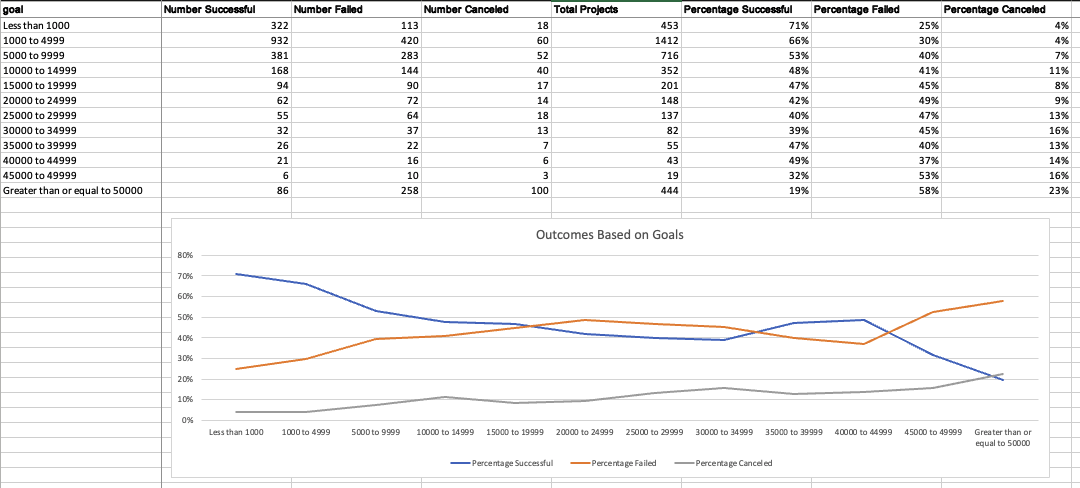 goal Number Successful Number Failed Number Canceled Total Projects Percentage Successful Percentage Failed Percentage Canceled
Less than 1000 322 113 18 453 71% 25% 4%
1000 to 4999 932 420 60 1412 66% 30% 4%
5000 to 9999 381 283 52 716 53% 40% 7%
10000 to 14999 168 144 40 352 48% 41% 11%
15000 to 19999 94 90 17 201 47% 45% 8%
20000 to 24999 62 72 14 148 42% 49% 9%
25000 to 29999 55 64 18 137 40% 47% 13%
30000 to 34999 32 37 13 82 39% 45% 16%
35000 to 39999 26 22 7 55 47% 40% 13%
40000 to 44999 21 16 6 43 49% 37% 14%
45000 to 49999 6 10 3 19 32% 53% 16%
Greater than or equal to 50000 86 258 100 444 19% 58% 23%
Outcomes Based on Goals
80%
70%
60%
50%
40%
30%
20%
10%
0%
Less than 1000 1000 to 4999 5000 to 9999 10000 to 14999 15000 to 19999 20000 to 24999 25000 to 29999 30000 to 34999 35000 to 39999 40000 to 44999 45000 to 49999 Greater than or
equal to 50000
Percentage Successful Percentage Failed Percentage Canceled